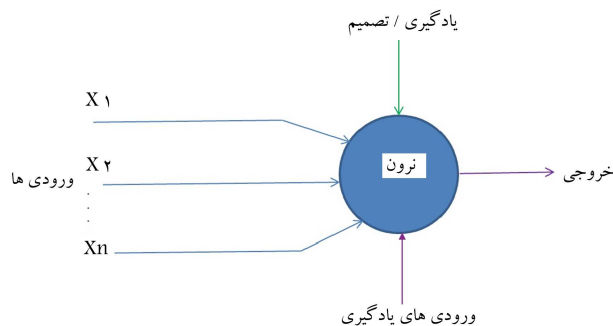 یادگیری / تصمیم
X ۱
X ۲
ورودی ها
.
.
.
Xn
نرون
خروجی
ورودی های یادگیری